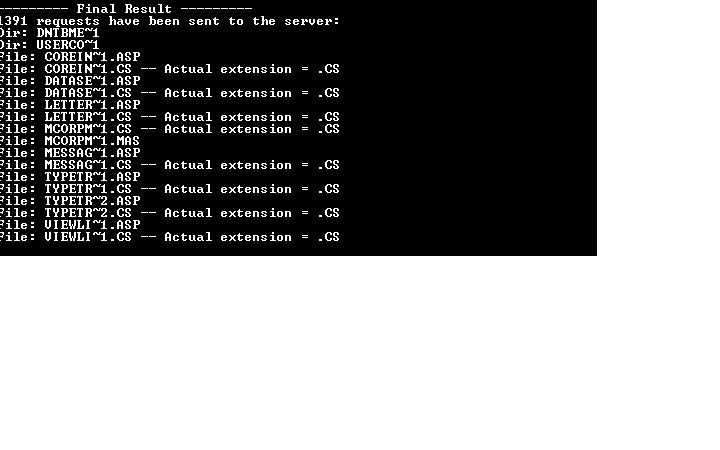 --------- Final Result ---------
1391 requests have been sent to the server:
Dir: DNTBME~1
Dir: USERCO~1
File: COREIN~1.ASP
File: COREIN~1.CS -- Actual extension = .CS
File: DATASE~1.ASP
File: DATASE~1.CS -- Actual extension = .CS
File: LETTER~1.ASP
File: LETTER~1.CS -- Actual extension = .CS
File: MCORPM~1.CS -- Actual extension = .CS
File: MCORPM~1.MAS
File: MESSAG~1.ASP
File: MESSAG~1.CS -- Actual extension = .CS
File: TYPETR~1.ASP
File: TYPETR~1.CS -- Actual extension = .CS
File: TYPETR~2.ASP
File: TYPETR~2.CS -- Actual extension = .CS
File: VIEWLI~1.ASP
File: VIEWLI~1.CS -- Actual extension = .CS